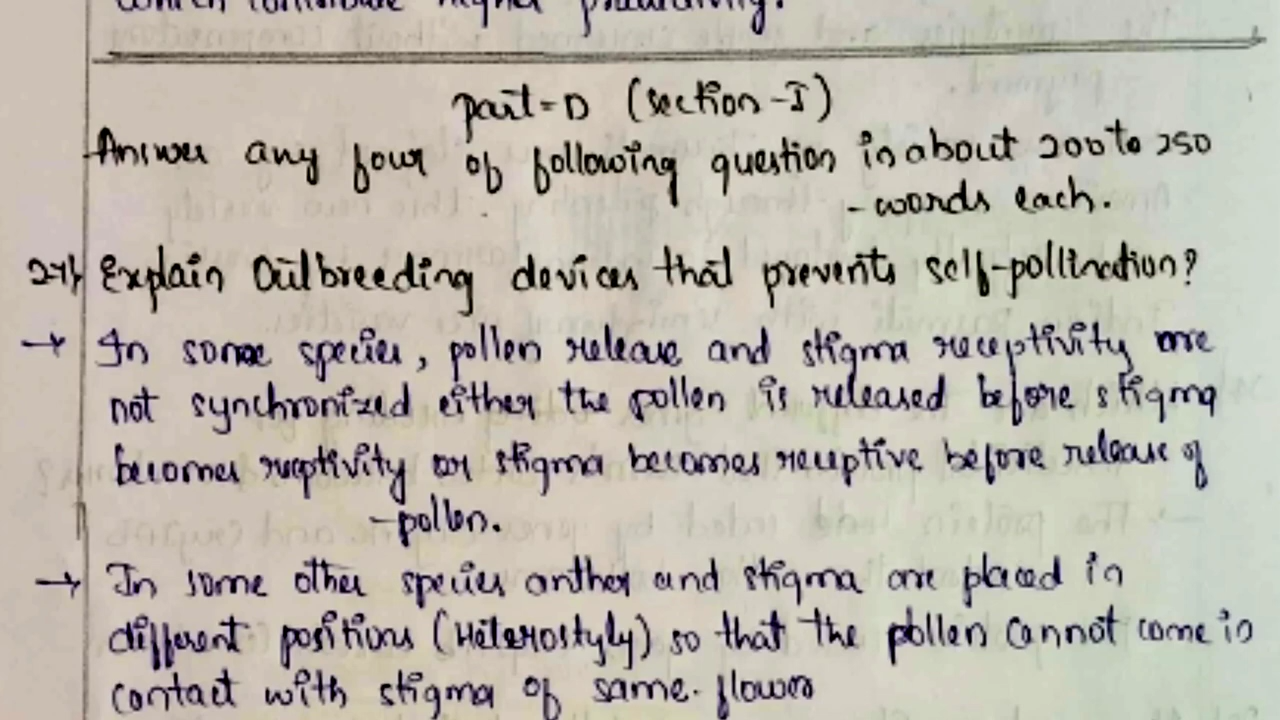 higher productivity.
part-D (section-I)
Answer any four of following question in about 200 to 250
-words each.
27) Explain Outbreeding devices that prevents self-pollination?
→ In some species, pollen release and stigma receptivity are
not synchronized either the pollen is released before stigma
becomes receptivity or stigma becomes receptive before release of
-pollen.
→ In some other species anther and stigma are placed in
different positions (Heterostyly) so that the pollen cannot come in
contact with stigma of same flower